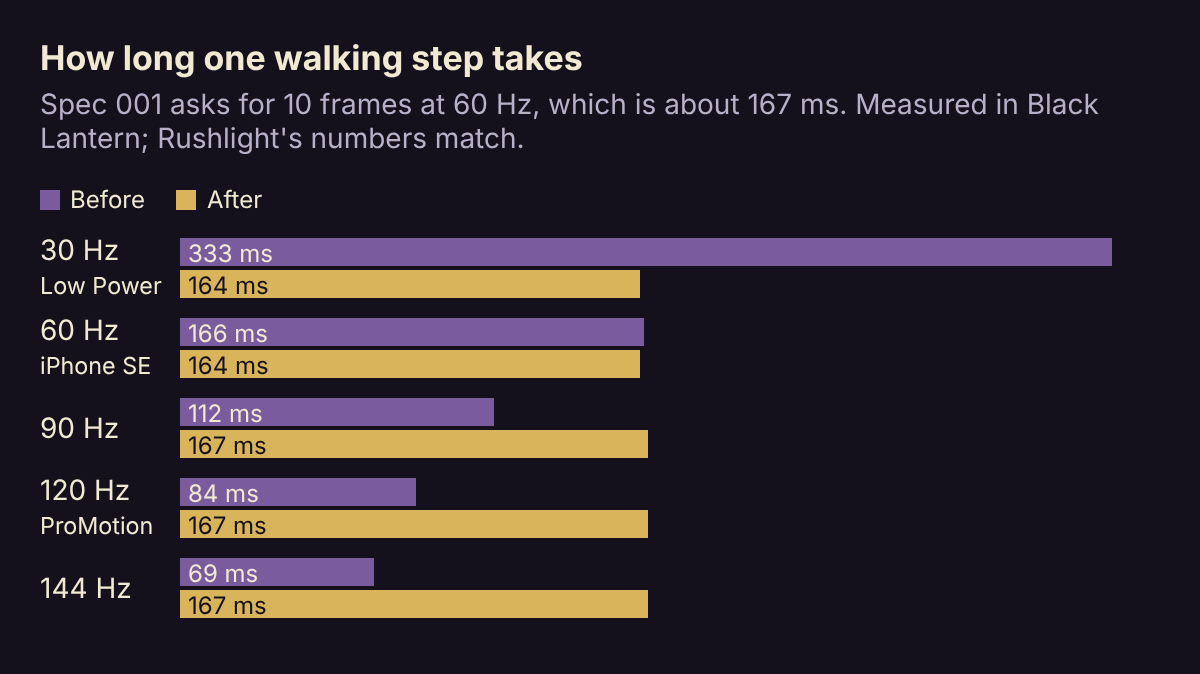 How long one walking step takes
Spec 001 asks for 10 frames at 60 Hz, which is about 167 ms. Measured in Black
Lantern; Rushlight's numbers match.
Before After
30 Hz
Low Power
333 ms
164 ms
60 Hz
iPhone SE
166 ms
164 ms
90 Hz
112 ms
167 ms
120 Hz
ProMotion
84 ms
167 ms
144 Hz
69 ms
167 ms